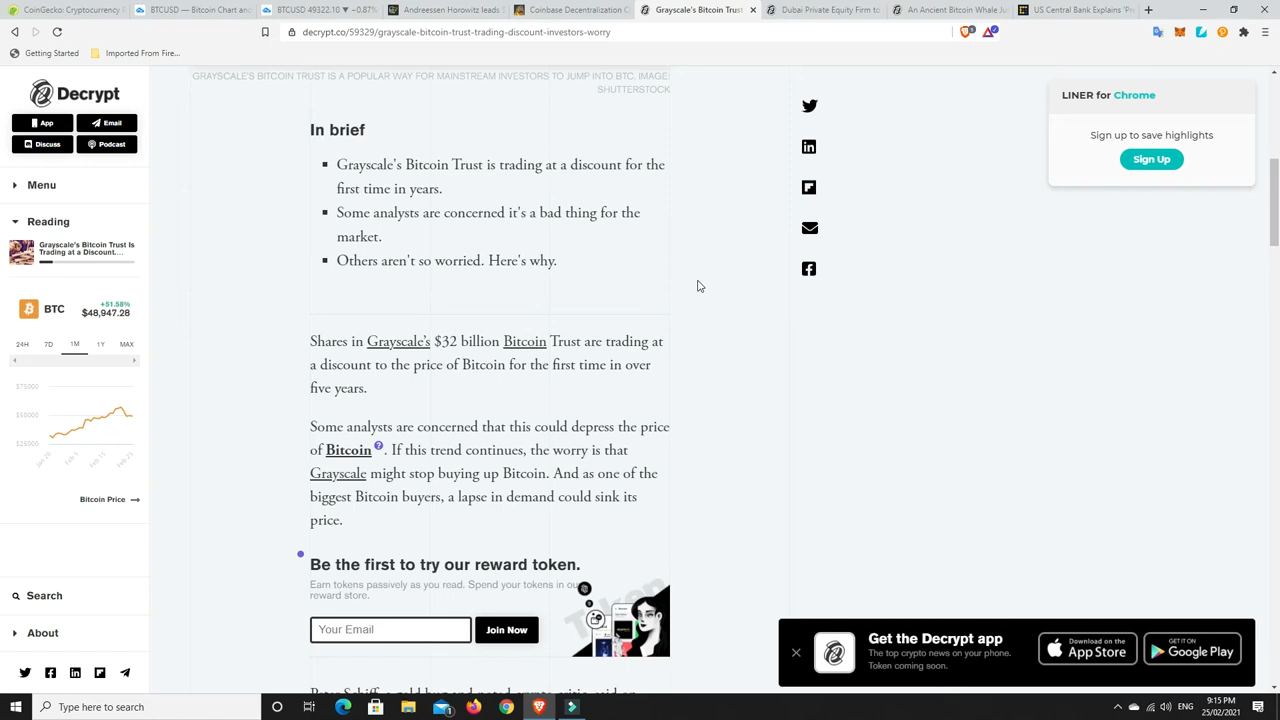 CoinGecko: Cryptocurrency F
BTCUSD — Bitcoin Chart and
BTCUSD 49322.10 ▼ −0.87%
Andreessen Horowitz leads S
Coinbase Decentralization C
Grayscale's Bitcoin Trust
Dubai Private Equity Firm to
An Ancient Bitcoin Whale Ju
US Central Bank Explains "Pe
decrypt.co/59329/grayscale-bitcoin-trust-trading-discount-investors-worry
Getting Started
Imported From Fire...
Decrypt
App
Email
Discuss
Podcast
Menu
Reading
Grayscale's Bitcoin Trust Is
Trading at a Discount....
BTC
+51.58%
$48,947.28
24H 7D 1M 1Y MAX
$75000
$50000
$25000
Bitcoin Price
Search
About
GRAYSCALE'S BITCOIN TRUST IS A POPULAR WAY FOR MAINSTREAM INVESTORS TO JUMP INTO BTC. IMAGE:
SHUTTERSTOCK
In brief
Grayscale's Bitcoin Trust is trading at a discount for the
first time in years.
Some analysts are concerned it's a bad thing for the
market.
Others aren't so worried. Here's why.
Shares in Grayscale's $32 billion Bitcoin Trust are trading at
a discount to the price of Bitcoin for the first time in over
five years.
Some analysts are concerned that this could depress the price
of Bitcoin ?. If this trend continues, the worry is that
Grayscale might stop buying up Bitcoin. And as one of the
biggest Bitcoin buyers, a lapse in demand could sink its
price.
Be the first to try our reward token.
Earn tokens passively as you read. Spend your tokens in our
reward store.
Your Email
Join Now
LINER for Chrome
Sign up to save highlights
Sign Up
Get the Decrypt app
The top crypto news on your phone.
Token coming soon.
Download on the
App Store
GET IT ON
Google Play
Type here to search
ENG
9:15 PM
25/02/2021